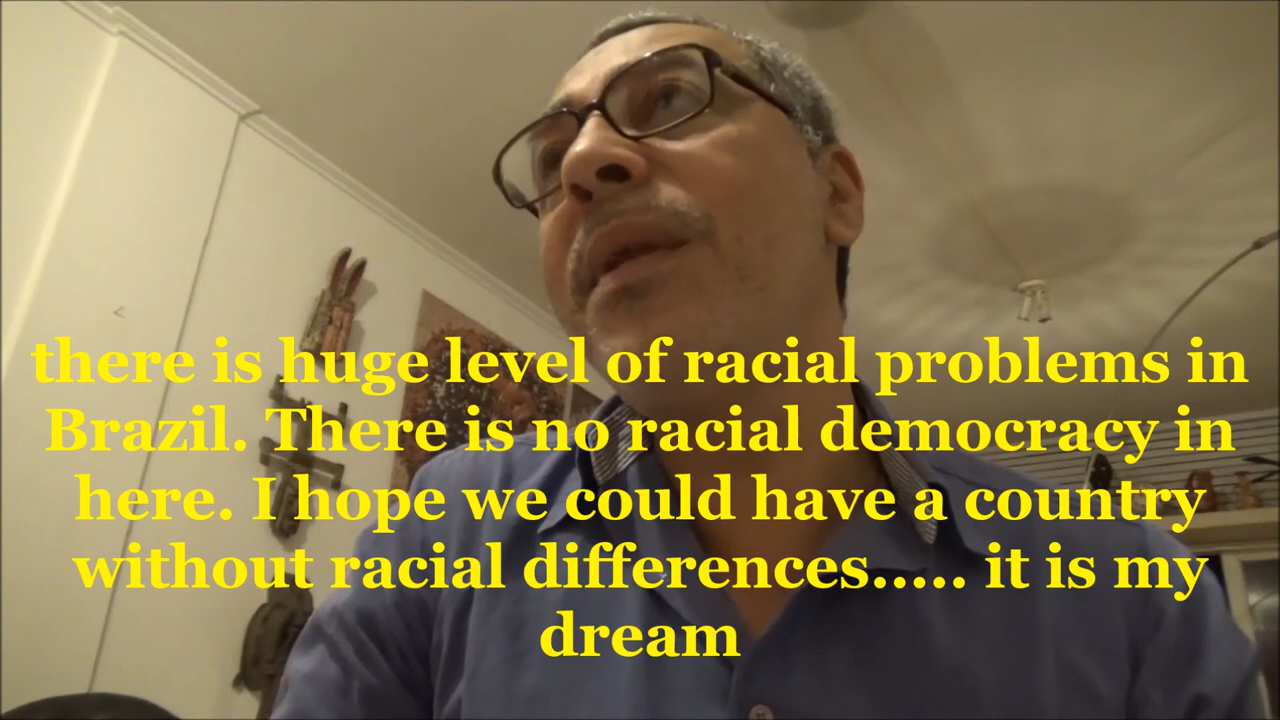 there is huge level of racial problems in
Brazil. There is no racial democracy in
here. I hope we could have a country
without racial differences..... it is my
dream